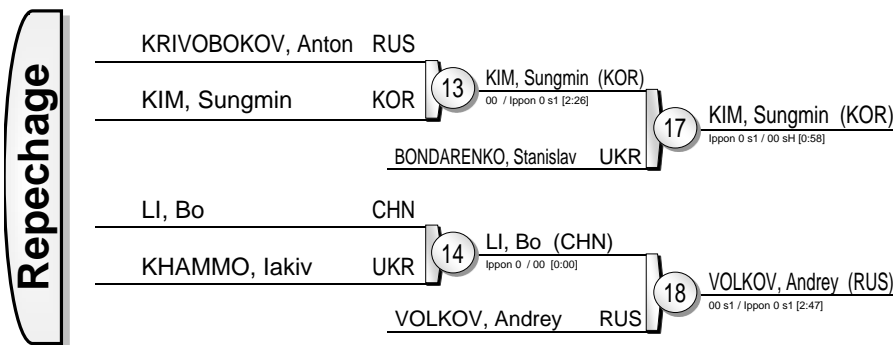 Repechage
KRIVOBOKOV, Anton RUS
KIM, Sungmin KOR
13
KIM, Sungmin (KOR)
00 / Ippon 0 s1 [2:26]
BONDARENKO, Stanislav UKR
17
KIM, Sungmin (KOR)
Ippon 0 s1 / 00 sH [0:58]
LI, Bo CHN
KHAMMO, Iakiv UKR
14
LI, Bo (CHN)
Ippon 0 / 00 [0:00]
VOLKOV, Andrey RUS
18
VOLKOV, Andrey (RUS)
00 s1 / Ippon 0 s1 [2:47]